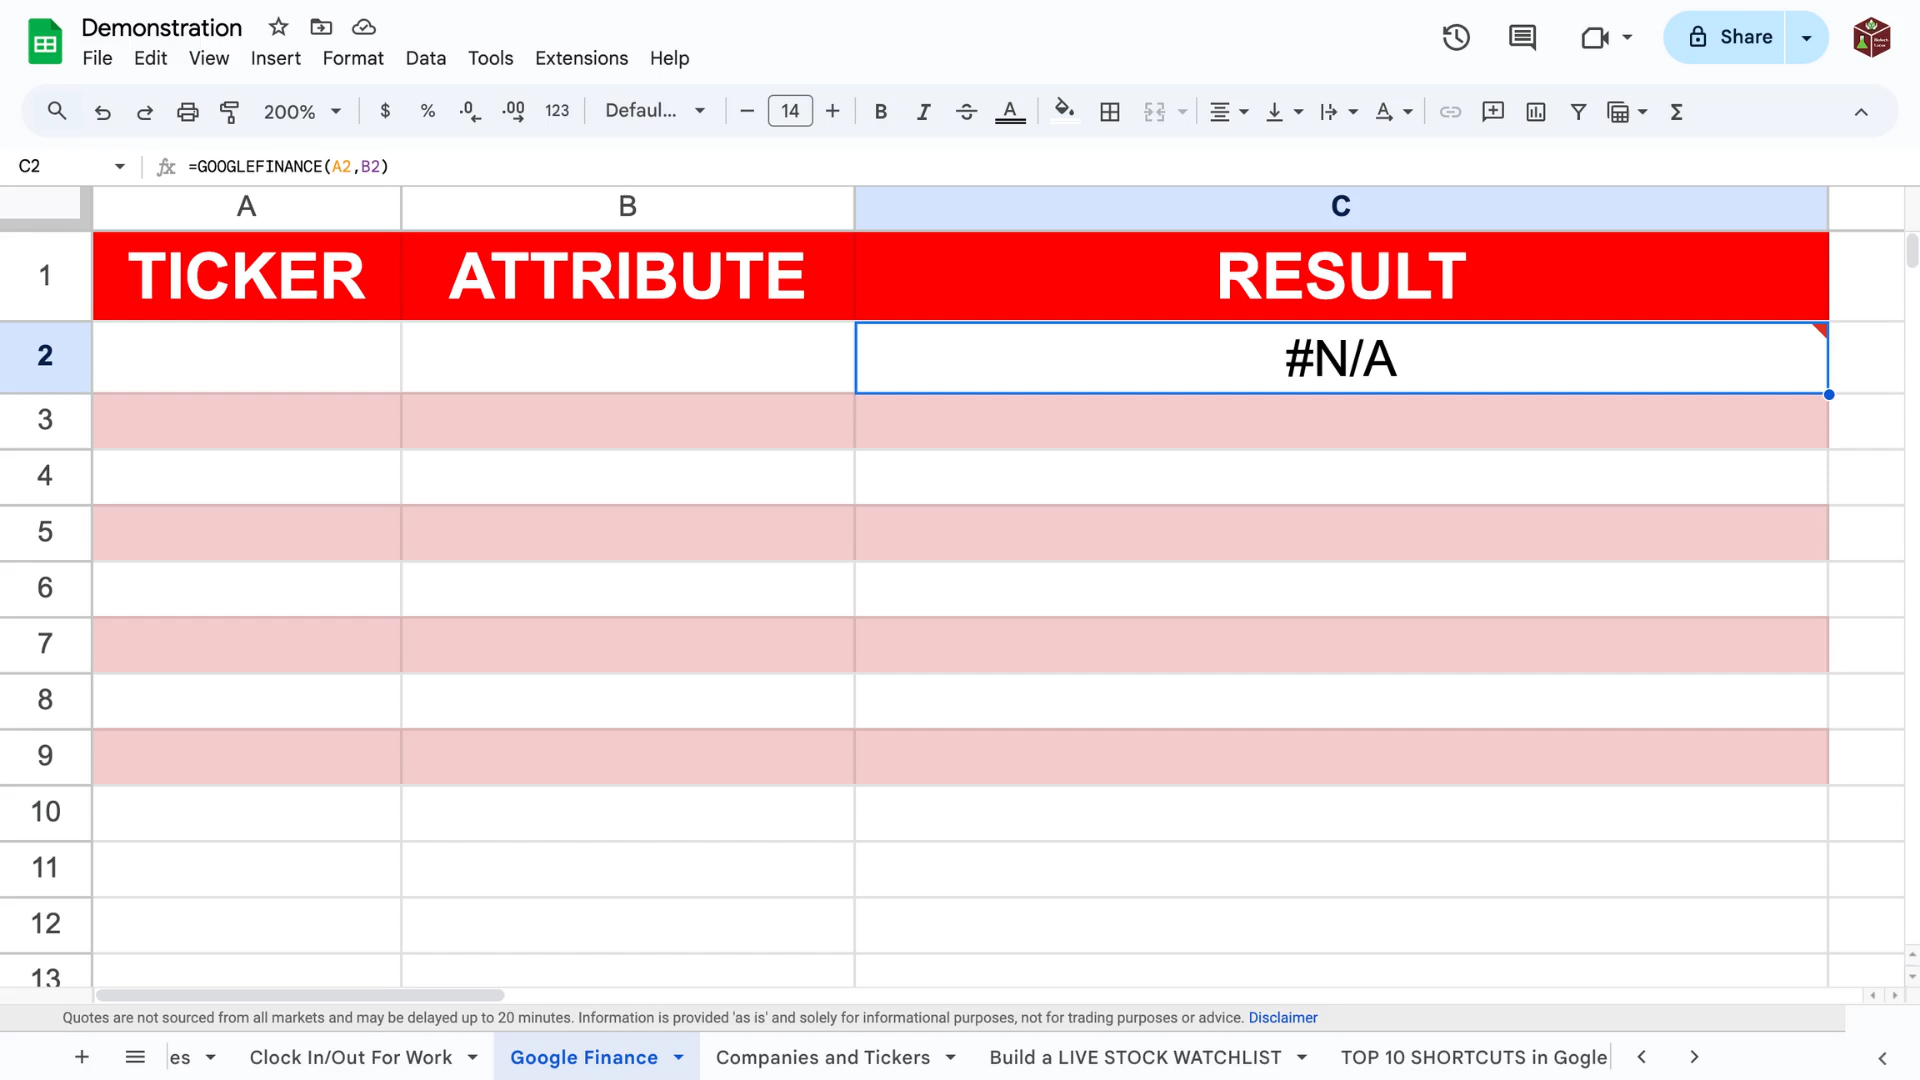 Demonstration
File Edit View Insert Format Data Tools Extensions Help
Share
200% $ % .0 .00 123 Defaul... 14 B I A A Σ
C2 fx =GOOGLEFINANCE(A2,B2)
A B C
1 TICKER ATTRIBUTE RESULT
2 #N/A
3
4
5
6
7
8
9
10
11
12
13
Quotes are not sourced from all markets and may be delayed up to 20 minutes. Information is provided 'as is' and solely for informational purposes, not for trading purposes or advice. Disclaimer
es Clock In/Out For Work Google Finance Companies and Tickers Build a LIVE STOCK WATCHLIST TOP 10 SHORTCUTS in Gogle